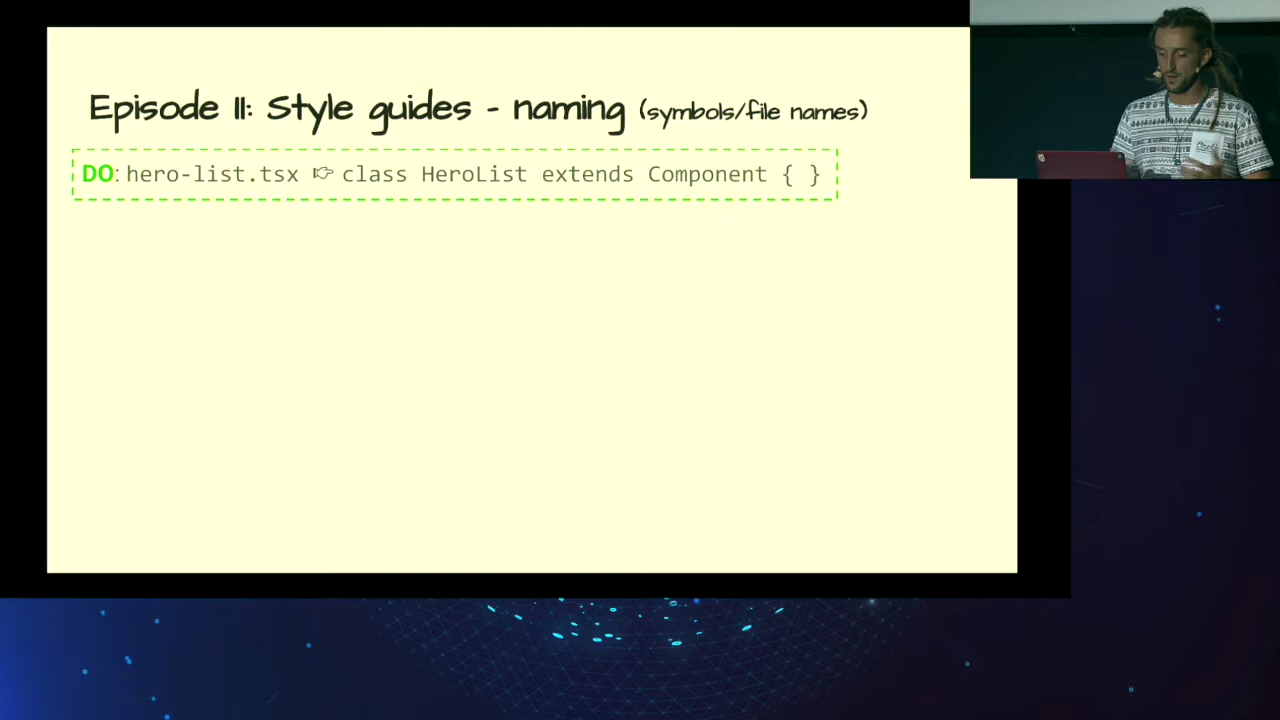 Episode II: Style guides - naming (symbols/file names)
DO: hero-list.tsx 👉 class HeroList extends Component { }